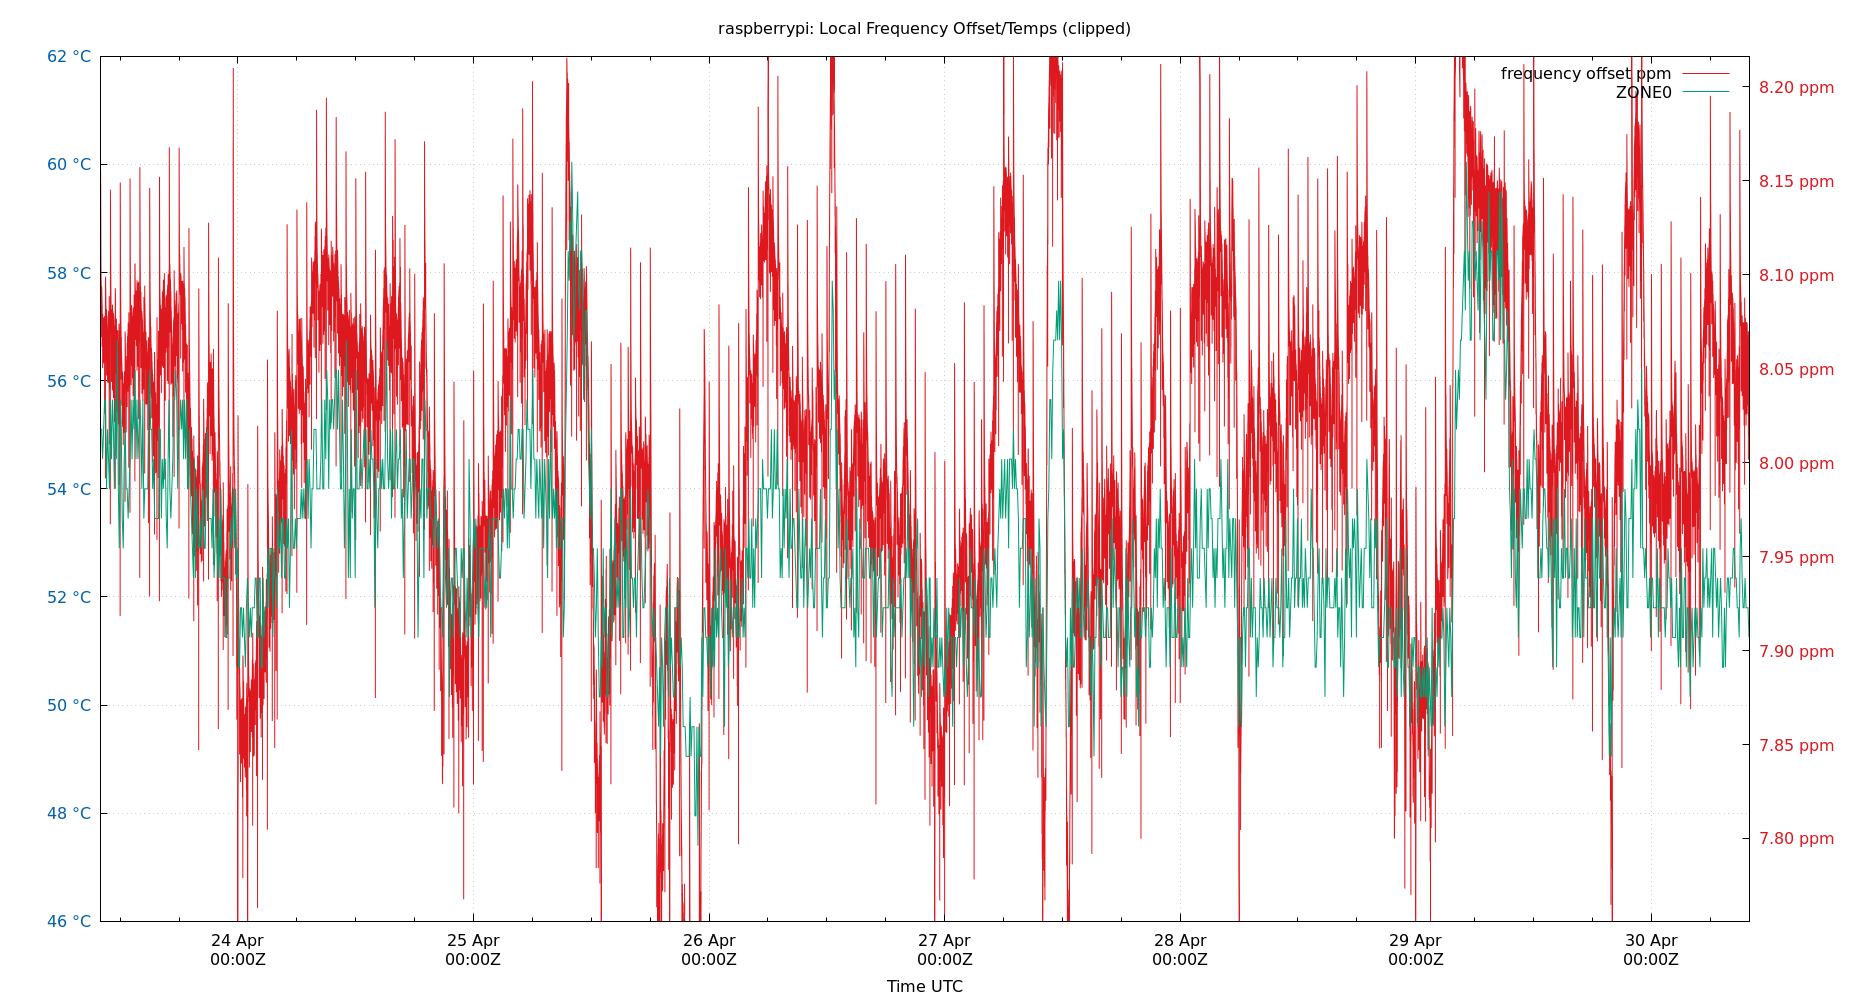 raspberrypi: Local Frequency Offset/Temps (clipped)
62 °C
60 °C
58 °C
56 °C
54 °C
52 °C
50 °C
48 °C
46 °C
frequency offset ppm
ZONE0
8.20 ppm
8.15 ppm
8.10 ppm
8.05 ppm
8.00 ppm
7.95 ppm
7.90 ppm
7.85 ppm
7.80 ppm
24 Apr 25 Apr 26 Apr 27 Apr 28 Apr 29 Apr 30 Apr
00:00Z 00:00Z 00:00Z 00:00Z 00:00Z 00:00Z 00:00Z
Time UTC